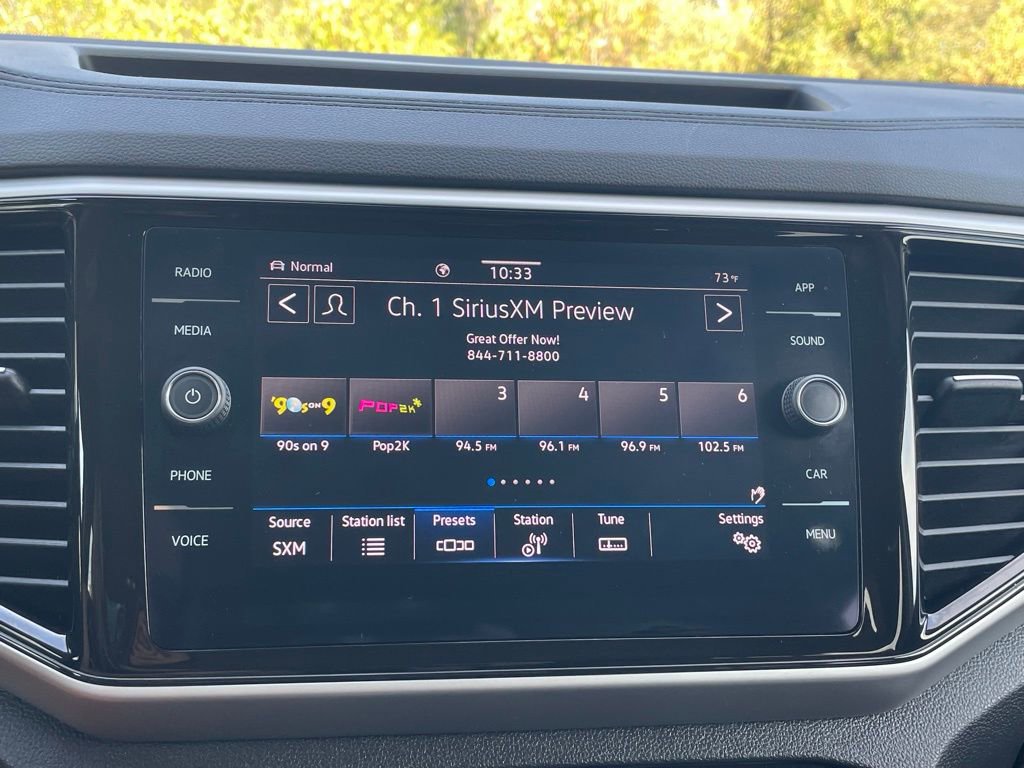 RADIO
MEDIA
PHONE
VOICE
Normal
10:33
73°F
Ch. 1 SiriusXM Preview
Great Offer Now!
844-711-8800
'90s ON 9
POP2K
3
4
5
6
90s on 9
Pop2K
94.5 FM
96.1 FM
96.9 FM
102.5 FM
Source
SXM
Station list
Presets
Station
Tune
Settings
APP
SOUND
CAR
MENU